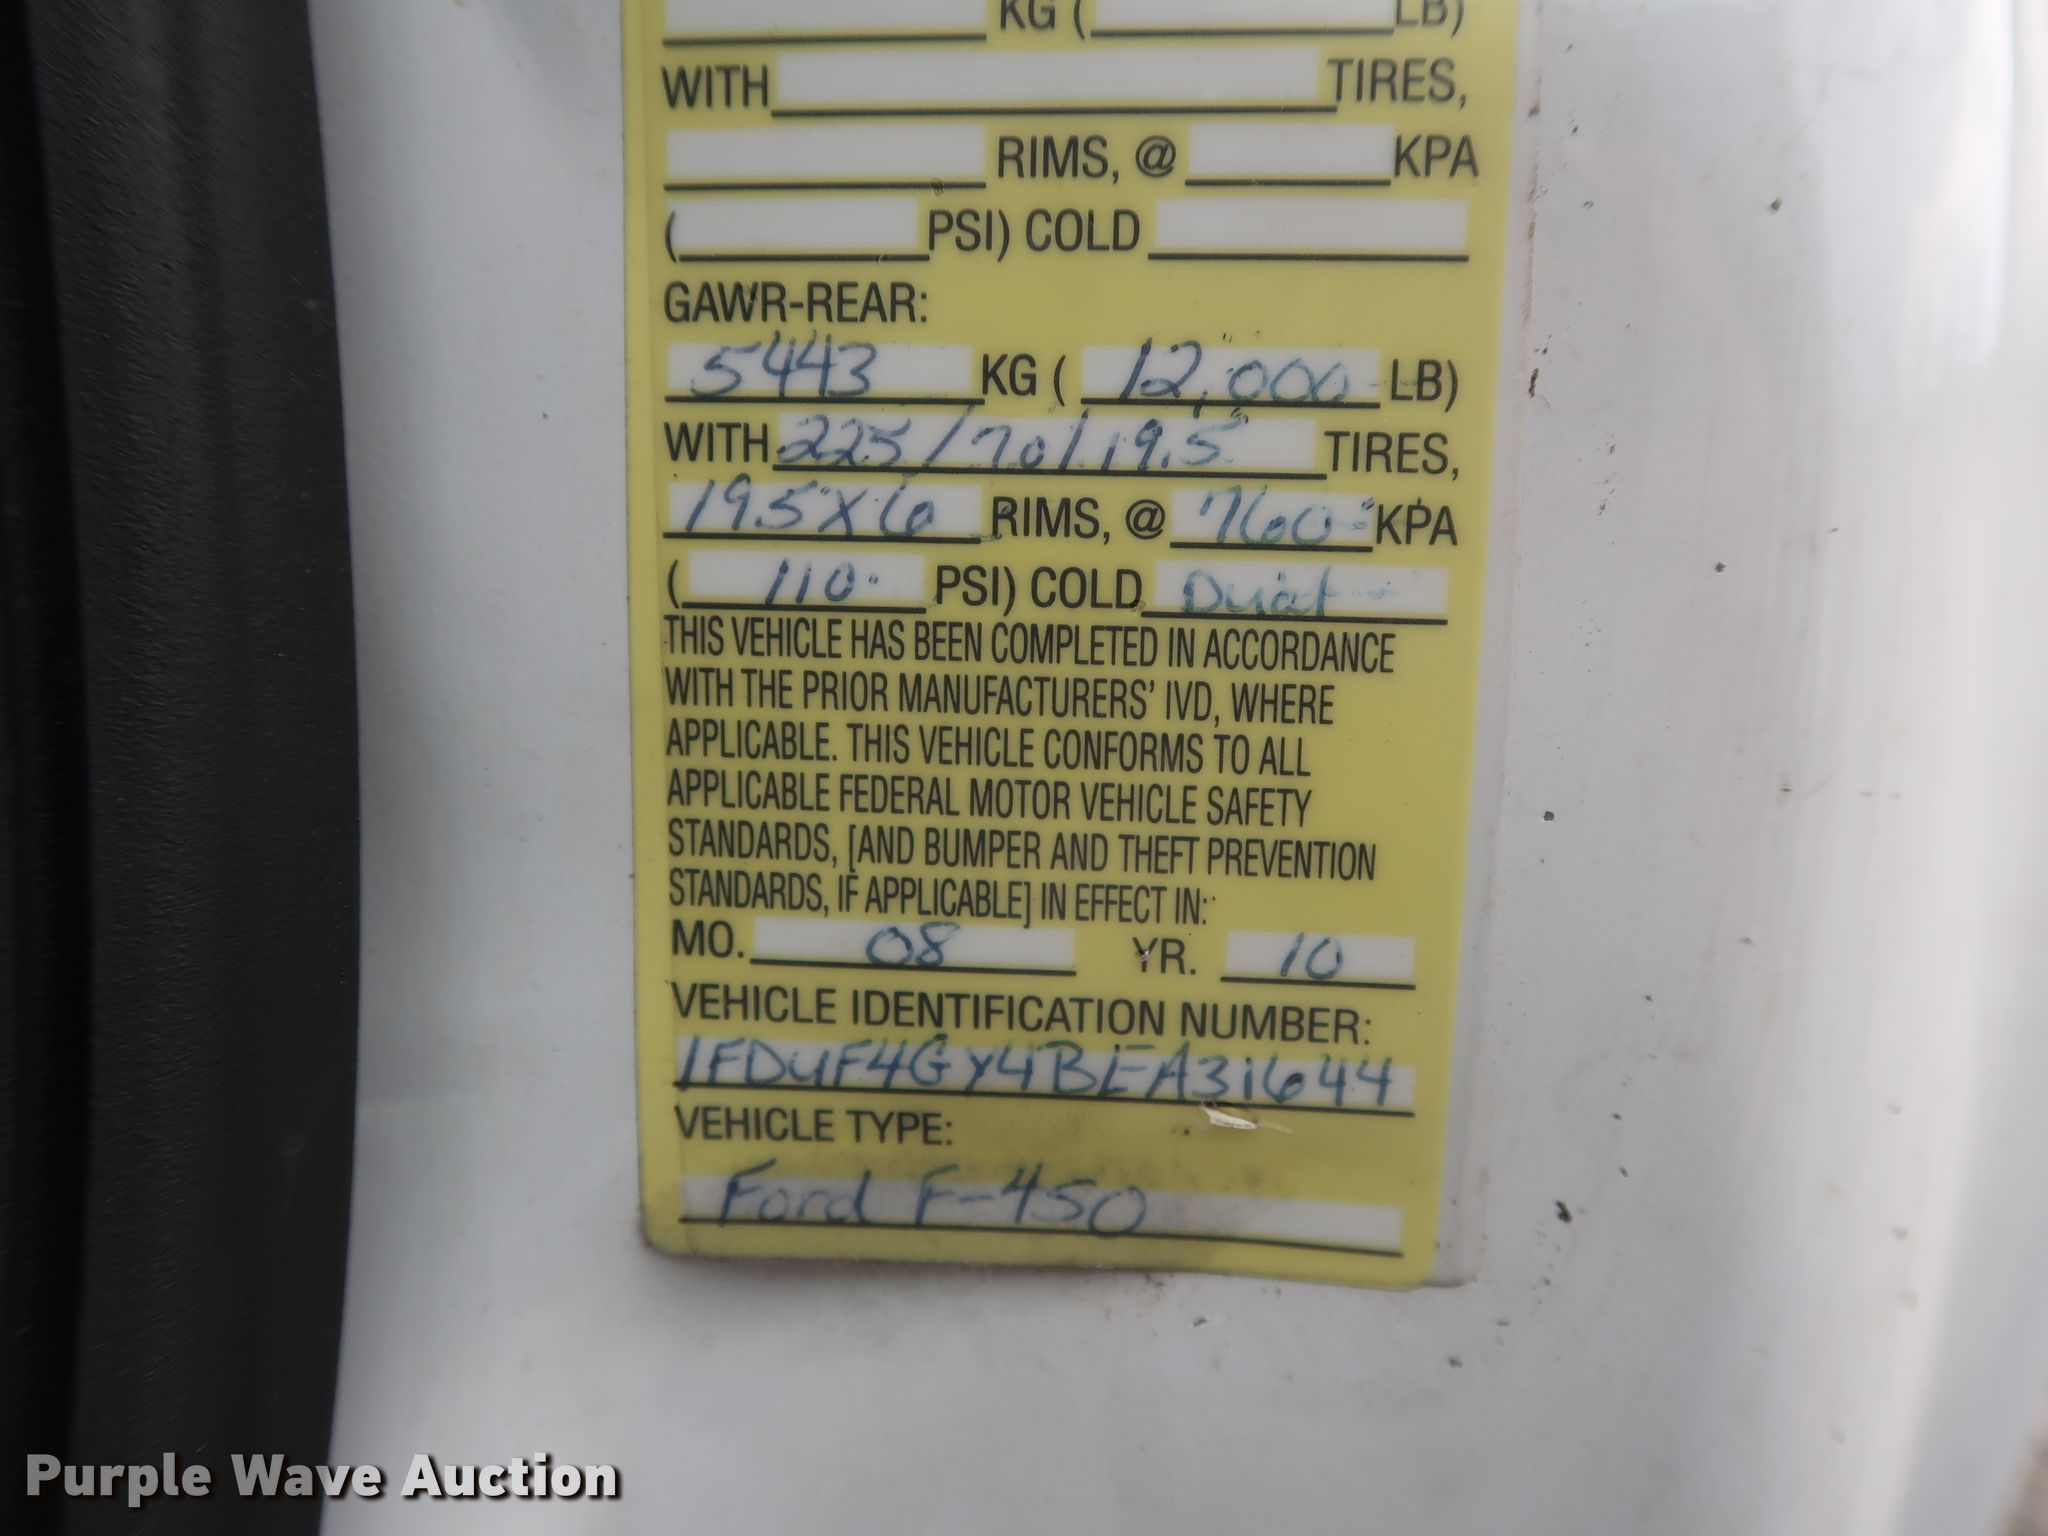 KG ( LB)
WITH TIRES,
RIMS, @ KPA
( PSI) COLD
GAWR-REAR:
5443 KG ( 12,000 LB)
WITH 225/70/19.5 TIRES,
19.5x6 RIMS, @ 760 KPA
( 110 PSI) COLD Dual
THIS VEHICLE HAS BEEN COMPLETED IN ACCORDANCE
WITH THE PRIOR MANUFACTURERS' IVD, WHERE
APPLICABLE. THIS VEHICLE CONFORMS TO ALL
APPLICABLE FEDERAL MOTOR VEHICLE SAFETY
STANDARDS, [AND BUMPER AND THEFT PREVENTION
STANDARDS, IF APPLICABLE] IN EFFECT IN:
MO. 08 YR. 10
VEHICLE IDENTIFICATION NUMBER:
1FDUF4GY4BEA31644
VEHICLE TYPE:
Ford F-450
Purple Wave Auction